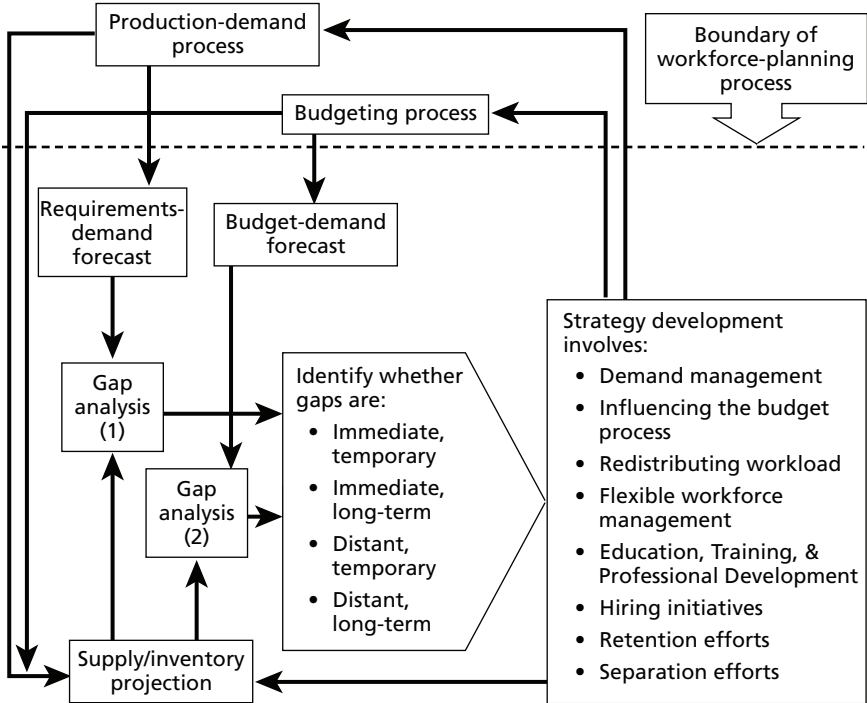 Production-demand
process
Boundary of
workforce-planning
process
Budgeting process
Requirements-
demand
forecast
Budget-demand
forecast
Gap
analysis
(1)
Gap
analysis
(2)
Identify whether
gaps are:
• Immediate,
temporary
• Immediate,
long-term
• Distant,
temporary
• Distant,
long-term
Strategy development
involves:
• Demand management
• Influencing the budget
process
• Redistributing workload
• Flexible workforce
management
• Education, Training, &
Professional Development
• Hiring initiatives
• Retention efforts
• Separation efforts
Supply/inventory
projection